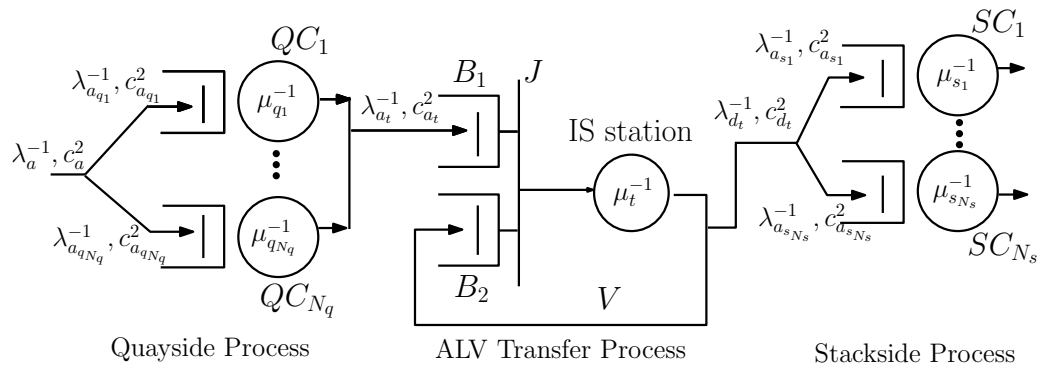 QC_1
λ_{a_{q_1}}^{-1}, c_{a_{q_1}}^2
μ_{q_1}^{-1}
λ_a^{-1}, c_a^2
λ_{a_{q_{N_q}}}^{-1}, c_{a_{q_{N_q}}}^2
μ_{q_{N_q}}^{-1}
QC_{N_q}
Quayside Process
B_1
J
λ_{a_t}^{-1}, c_{a_t}^2
IS station
μ_t^{-1}
B_2
V
ALV Transfer Process
SC_1
λ_{a_{s_1}}^{-1}, c_{a_{s_1}}^2
μ_{s_1}^{-1}
λ_{d_t}^{-1}, c_{d_t}^2
μ_{s_{N_s}}^{-1}
λ_{a_{s_{N_s}}}^{-1}, c_{a_{s_{N_s}}}^2
SC_{N_s}
Stackside Process